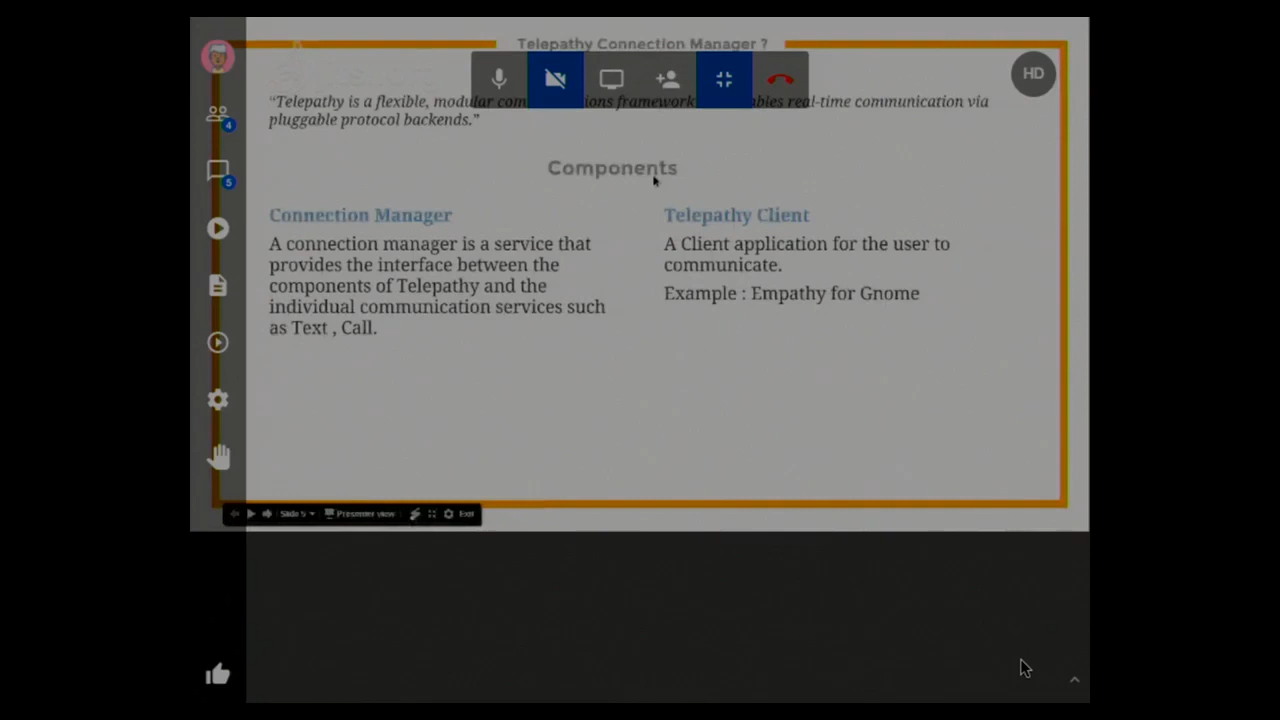 Telepathy Connection Manager ?
HD
"Telepathy is a flexible, modular com ions framework ables real-time communication via
pluggable protocol backends."
4
Components
5
Connection Manager
A connection manager is a service that
provides the interface between the
components of Telepathy and the
individual communication services such
as Text , Call.
Telepathy Client
A Client application for the user to
communicate.
Example : Empathy for Gnome
Slide 5
Presenter view
Exit